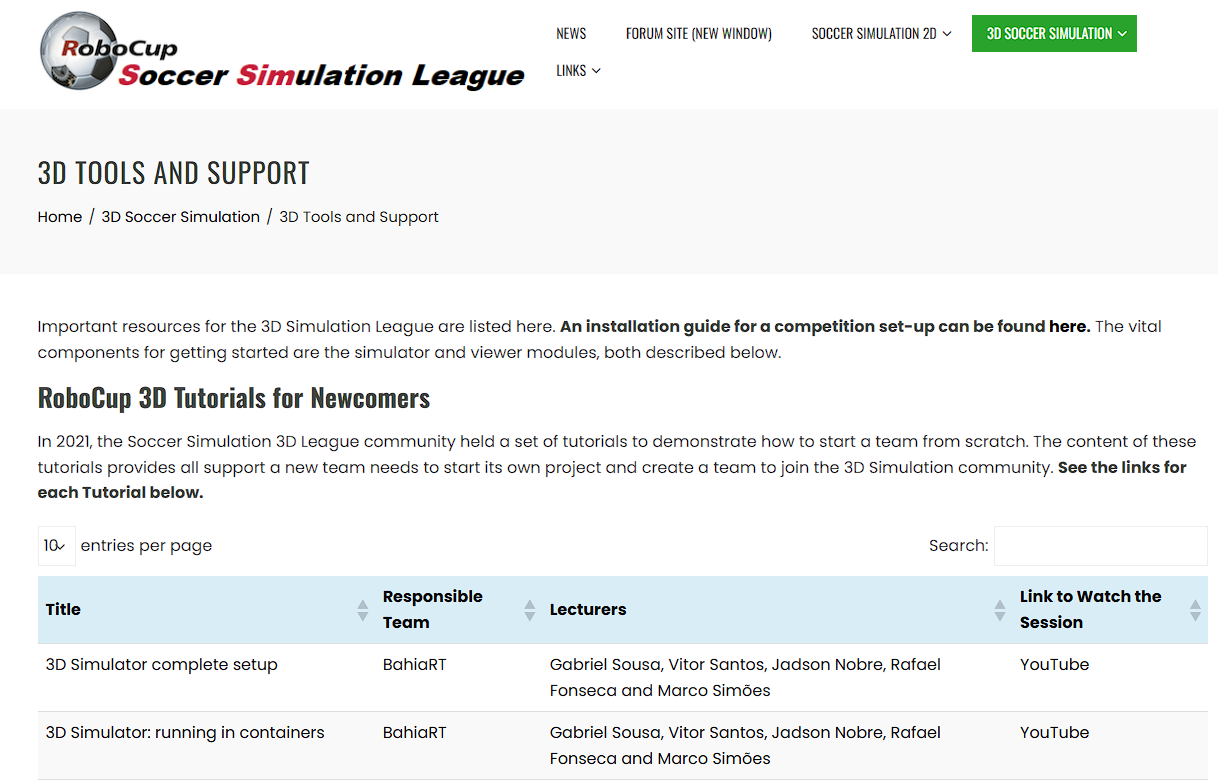 RoboCup
Soccer Simulation League
NEWS
FORUM SITE (NEW WINDOW)
SOCCER SIMULATION 2D
3D SOCCER SIMULATION
LINKS
3D TOOLS AND SUPPORT
Home / 3D Soccer Simulation / 3D Tools and Support
Important resources for the 3D Simulation League are listed here. An installation guide for a competition set-up can be found here. The vital
components for getting started are the simulator and viewer modules, both described below.
RoboCup 3D Tutorials for Newcomers
In 2021, the Soccer Simulation 3D League community held a set of tutorials to demonstrate how to start a team from scratch. The content of these
tutorials provides all support a new team needs to start its own project and create a team to join the 3D Simulation community. See the links for
each Tutorial below.
10 entries per page
Search:
Title
Responsible
Team
Lecturers
Link to Watch the
Session
3D Simulator complete setup
BahiaRT
Gabriel Sousa, Vitor Santos, Jadson Nobre, Rafael
Fonseca and Marco Simões
YouTube
3D Simulator: running in containers
BahiaRT
Gabriel Sousa, Vitor Santos, Jadson Nobre, Rafael
Fonseca and Marco Simões
YouTube